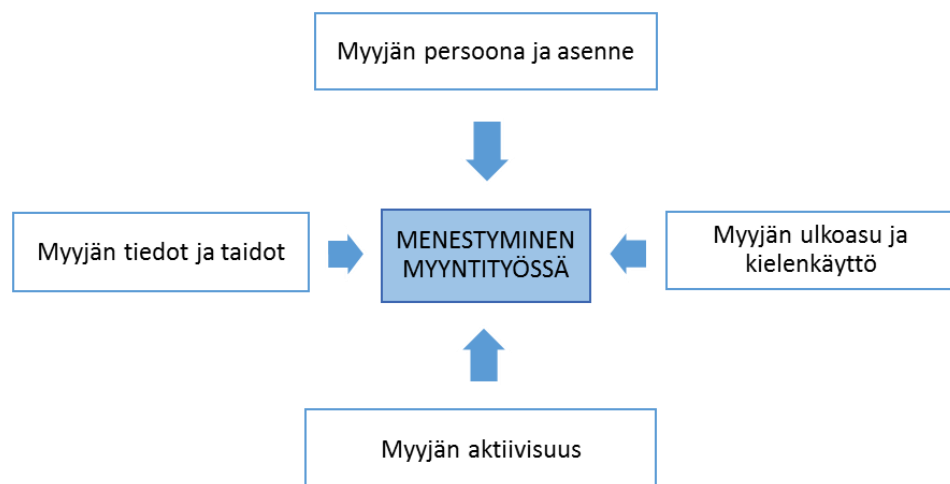 Myyjän persoona ja asenne
Myyjän tiedot ja taidot
MENESTYMINEN
MYYNTITYÖSSÄ
Myyjän ulkoasu ja
kielenkäyttö
Myyjän aktiivisuus